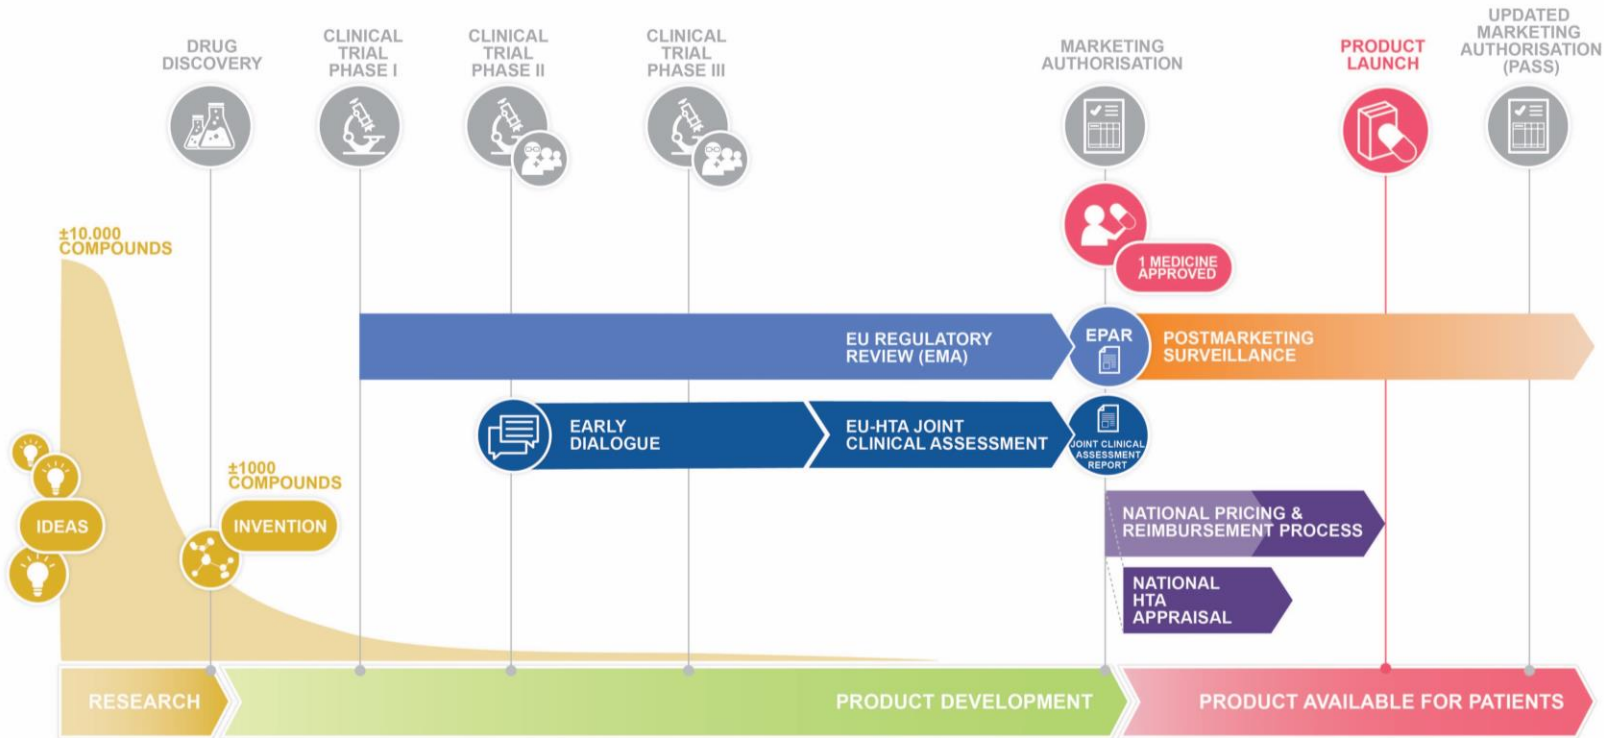 DRUG
DISCOVERY
CLINICAL
TRIAL
PHASE I
CLINICAL
TRIAL
PHASE II
CLINICAL
TRIAL
PHASE III
MARKETING
AUTHORISATION
PRODUCT
LAUNCH
UPDATED
MARKETING
AUTHORISATION
(PASS)
±10.000
COMPOUNDS
1 MEDICINE
APPROVED
EU REGULATORY
REVIEW (EMA)
EPAR
POSTMARKETING
SURVEILLANCE
EARLY
DIALOGUE
EU-HTA JOINT
CLINICAL ASSESSMENT
JOINT CLINICAL
ASSESSMENT
REPORT
±1000
COMPOUNDS
IDEAS
INVENTION
NATIONAL PRICING &
REIMBURSEMENT PROCESS
NATIONAL
HTA
APPRAISAL
RESEARCH
PRODUCT DEVELOPMENT
PRODUCT AVAILABLE FOR PATIENTS